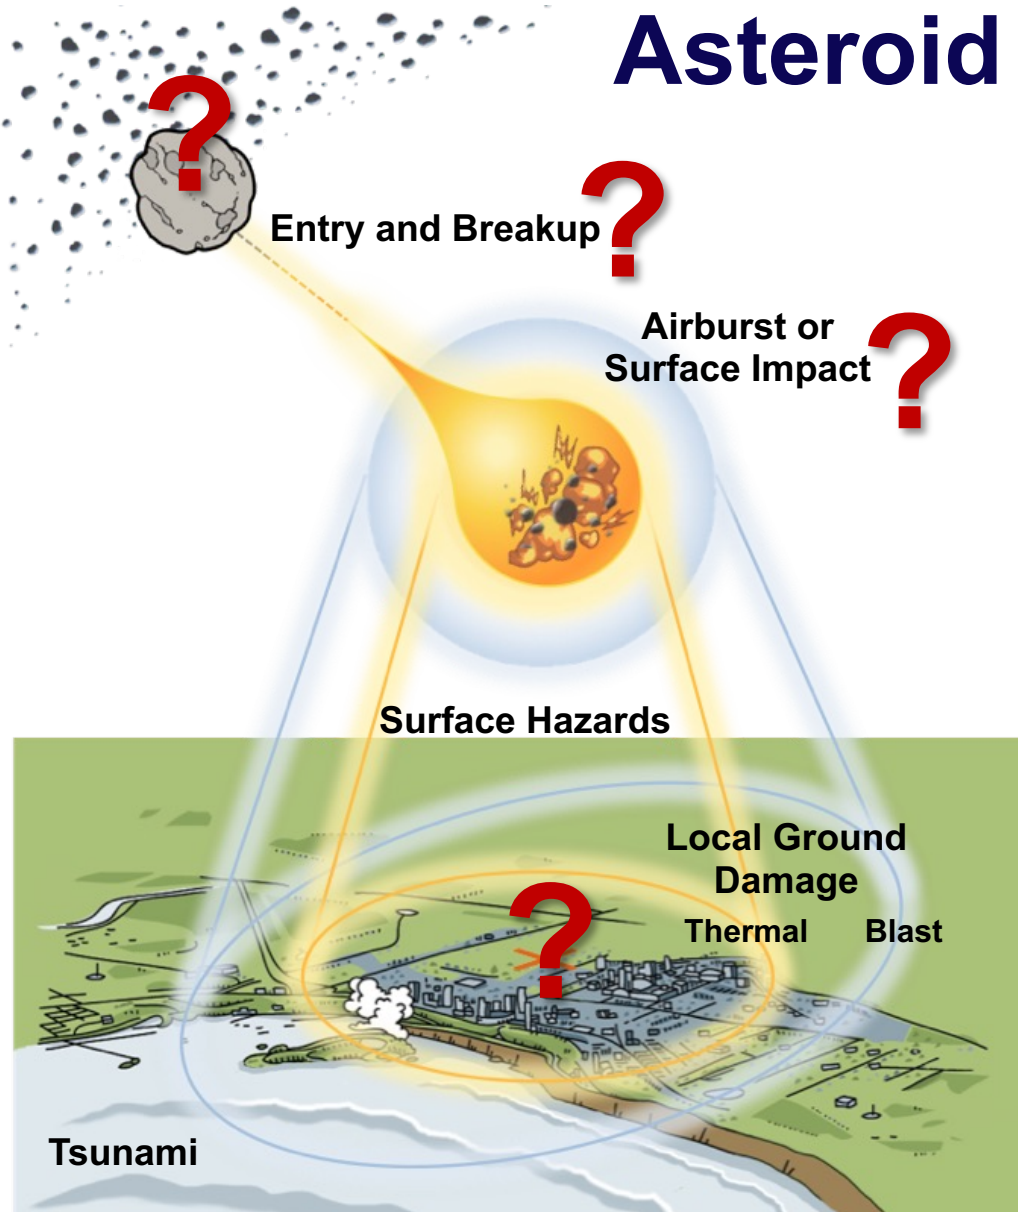 Asteroid
?
Entry and Breakup ?
Airburst or
Surface Impact ?
Surface Hazards
Local Ground
Damage
?
Thermal Blast
Tsunami